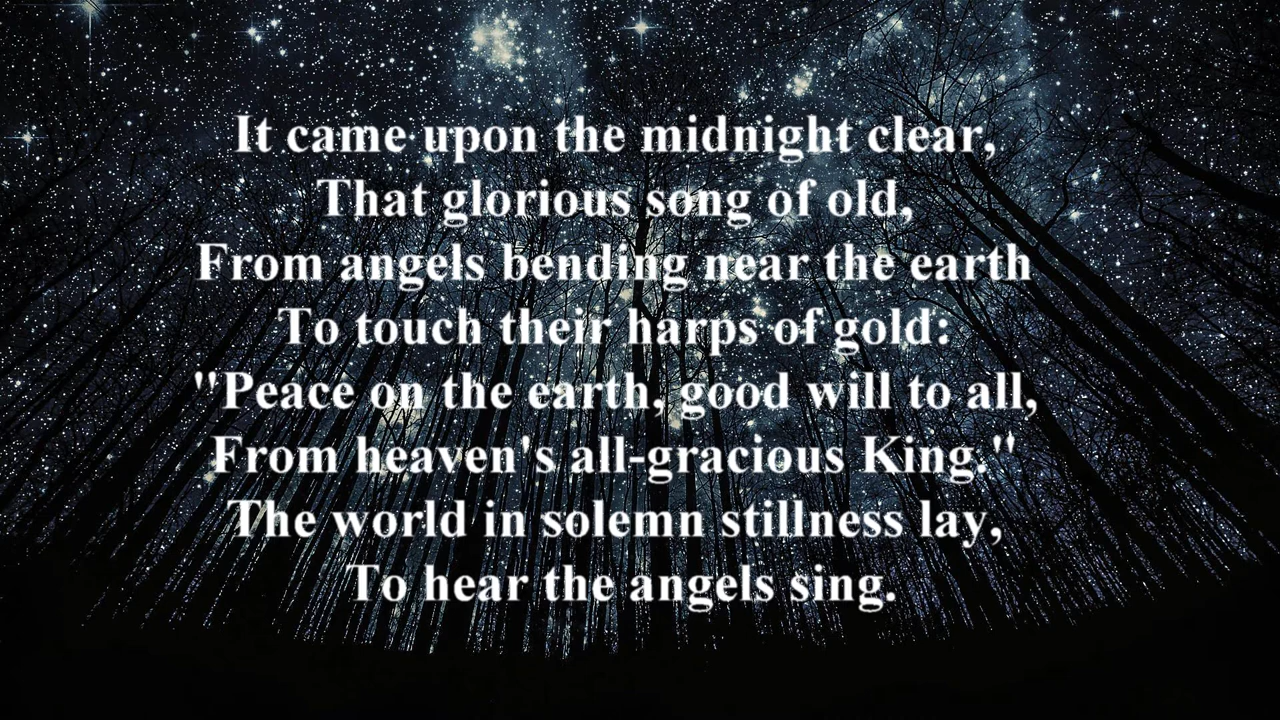 It came upon the midnight clear,
That glorious song of old,
From angels bending near the earth
To touch their harps of gold:
"Peace on the earth, good will to all,
From heaven's all-gracious King."
The world in solemn stillness lay,
To hear the angels sing.